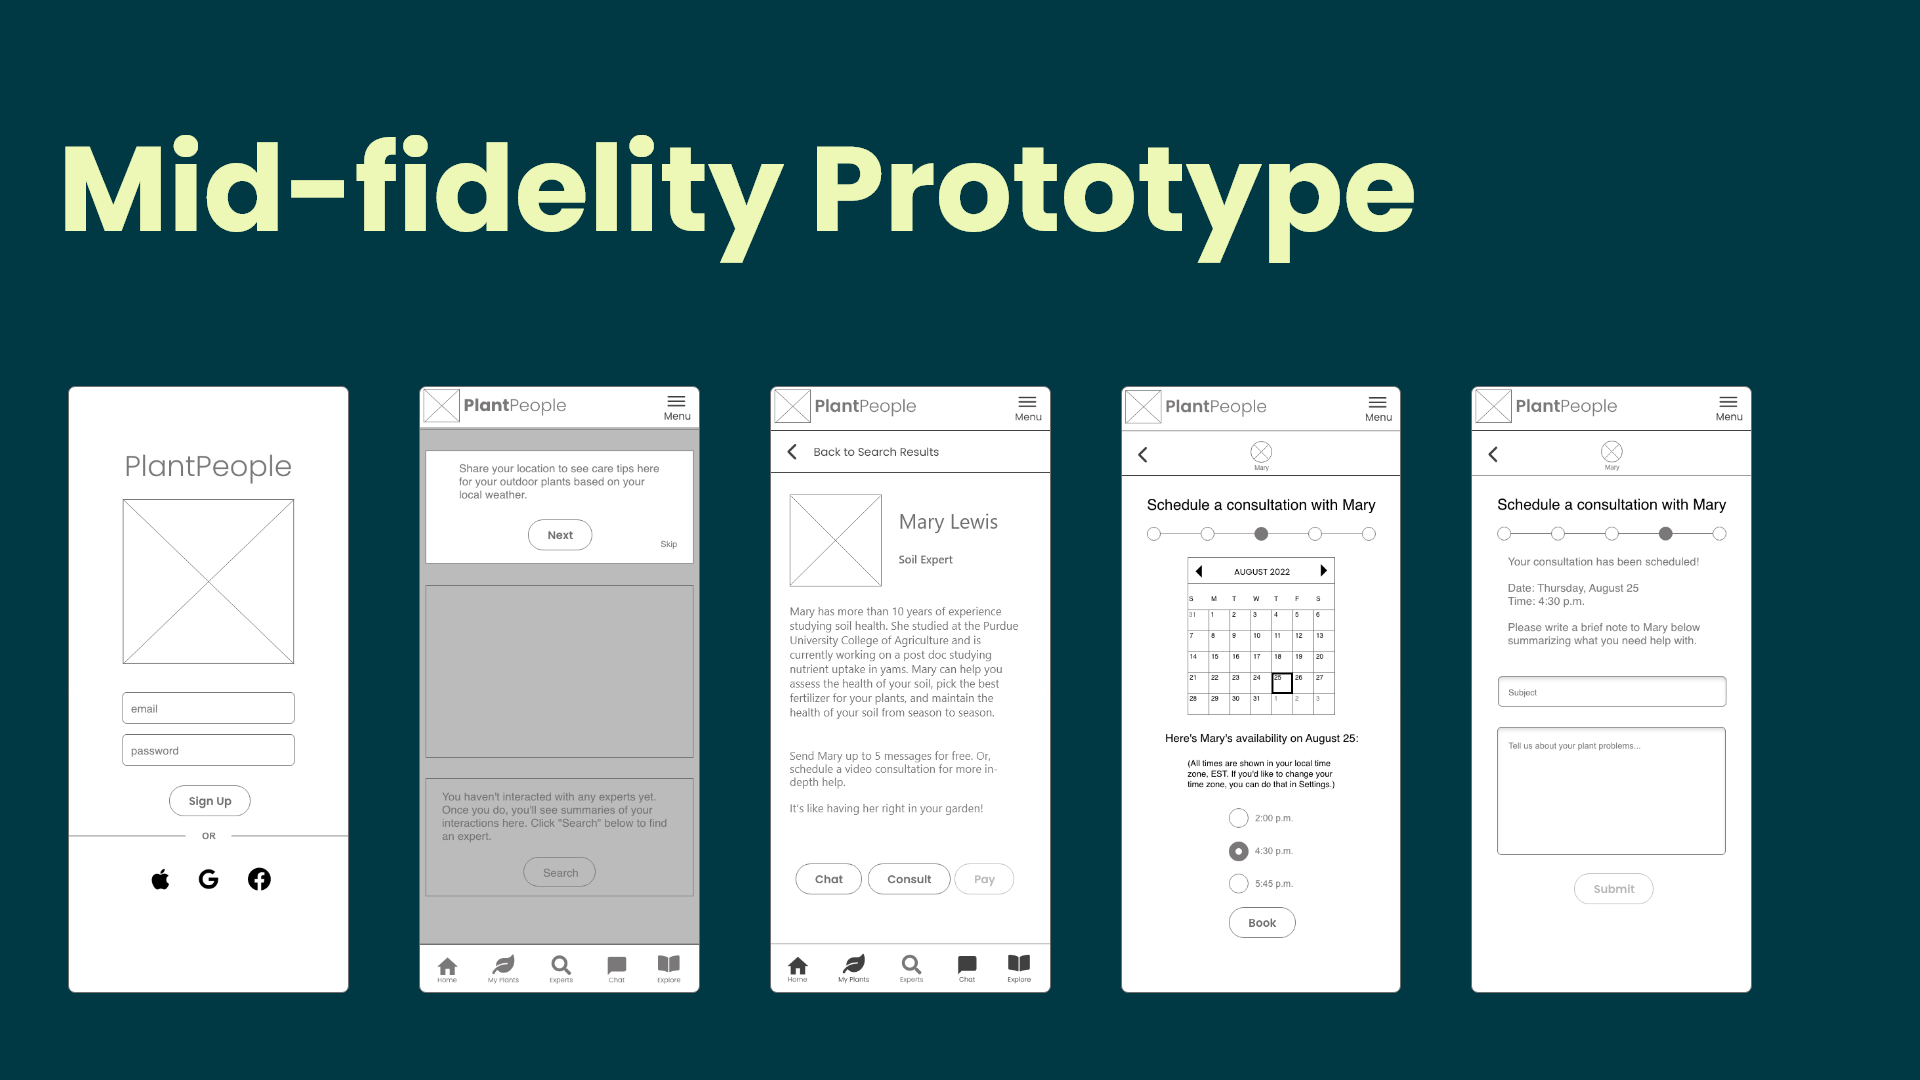 Mid-fidelity Prototype
PlantPeople
email
password
Sign Up
OR
PlantPeople
Menu
Share your location to see care tips here
for your outdoor plants based on your
local weather.
Next
Skip
You haven't interacted with any experts yet.
Once you do, you'll see summaries of your
interactions here. Click "Search" below to find
an expert.
Search
Home My Plants Experts Chat Explore
PlantPeople
Menu
Back to Search Results
Mary Lewis
Soil Expert
Mary has more than 10 years of experience
studying soil health. She studied at the Purdue
University College of Agriculture and is
currently working on a post doc studying
nutrient uptake in yams. Mary can help you
assess the health of your soil, pick the best
fertilizer for your plants, and maintain the
health of your soil from season to season.
Send Mary up to 5 messages for free. Or,
schedule a video consultation for more in-
depth help.
It's like having her right in your garden!
Chat Consult Pay
Home My Plants Experts Chat Explore
PlantPeople
Menu
Mary
Schedule a consultation with Mary
AUGUST 2022
S M T W T F S
31 1 2 3 4 5 6
7 8 9 10 11 12 13
14 15 16 17 18 19 20
21 22 23 24 25 26 27
28 29 30 31 1 2 3
Here's Mary's availability on August 25:
(All times are shown in your local time
zone, EST. If you'd like to change your
time zone, you can do that in Settings.)
2:00 p.m.
4:30 p.m.
5:45 p.m.
Book
PlantPeople
Menu
Mary
Schedule a consultation with Mary
Your consultation has been scheduled!
Date: Thursday, August 25
Time: 4:30 p.m.
Please write a brief note to Mary below
summarizing what you need help with.
Subject
Tell us about your plant problems...
Submit